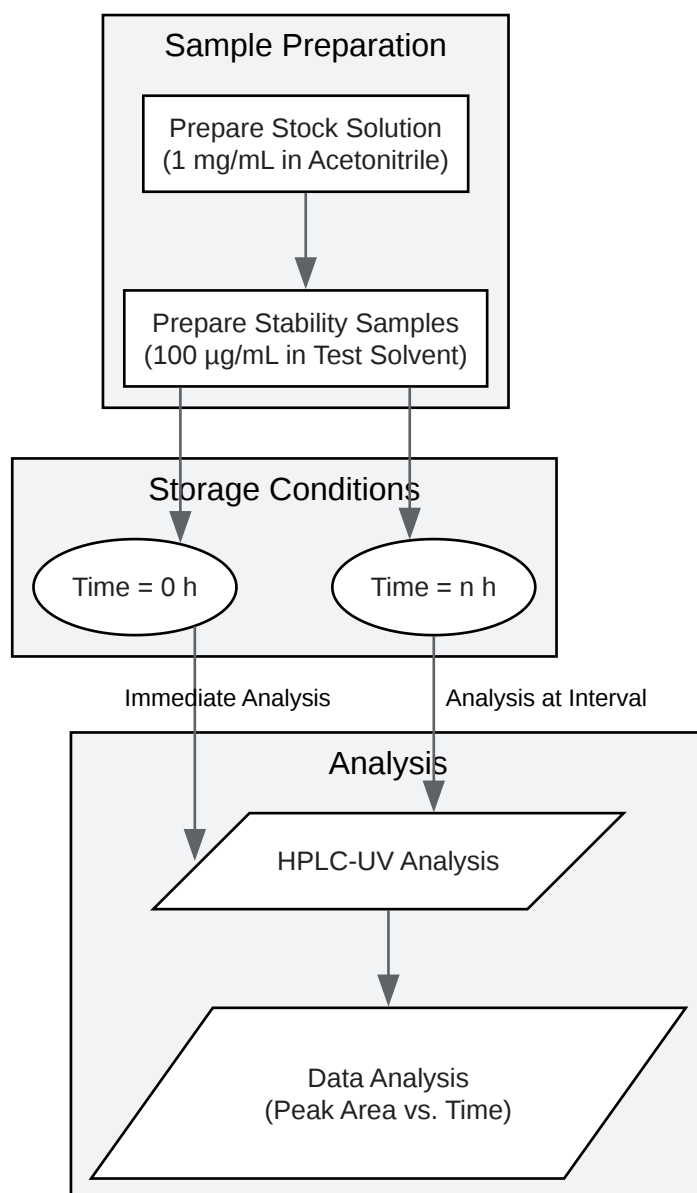 Sample Preparation
Prepare Stock Solution
(1 mg/mL in Acetonitrile)
Prepare Stability Samples
(100 µg/mL in Test Solvent)
Storage Conditions
Time = 0 h
Time = n h
Immediate Analysis
Analysis at Interval
Analysis
HPLC-UV Analysis
Data Analysis
(Peak Area vs. Time)